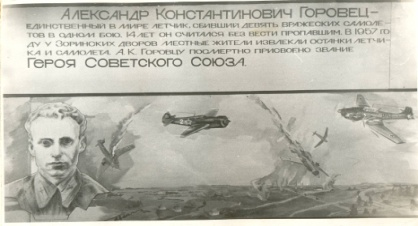 Александр Константинович Горовец-
единственный в мире летчик, сбивший девять вражеских самоле-
тов в одном бою. 14 лет он считался без вести пропавшим. В 1957 го-
ду у Зоринских дворов местные жители извлекли останки летчи-
ка и самолета. А.К. Горовцу посмертно присвоено звание
Героя Советского Союза.